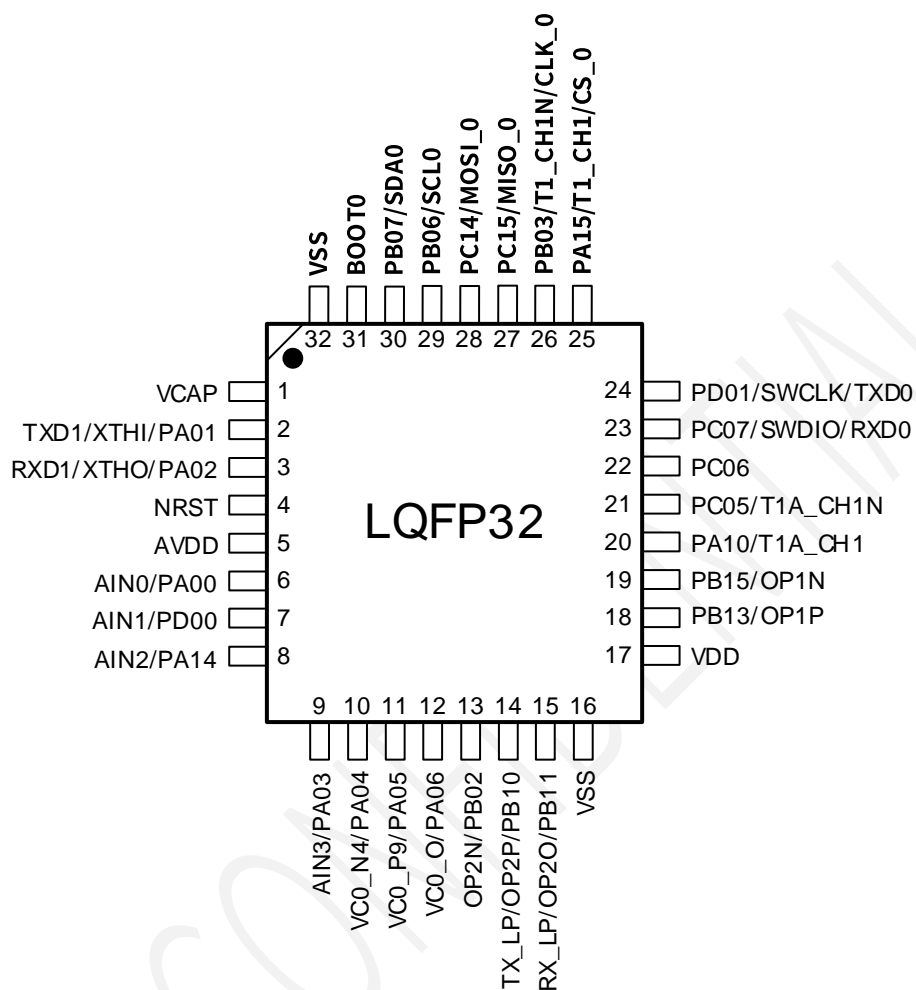 VSS
BOOT0
PB07/SDA0
PB06/SCL0
PC14/MOSI_0
PC15/MISO_0
PB03/T1_CH1N/CLK_0
PA15/T1_CH1/CS_0
32 31 30 29 28 27 26 25
VCAP 1
TXD1/XTHI/PA01 2
RXD1/XTHO/PA02 3
NRST 4
AVDD 5
AIN0/PA00 6
AIN1/PD00 7
AIN2/PA14 8
LQFP32
24 PD01/SWCLK/TXD0
23 PC07/SWDIO/RXD0
22 PC06
21 PC05/T1A_CH1N
20 PA10/T1A_CH1
19 PB15/OP1N
18 PB13/OP1P
17 VDD
9 10 11 12 13 14 15 16
AIN3/PA03
VC0_N4/PA04
VC0_P9/PA05
VC0_O/PA06
OP2N/PB02
TX_LP/OP2P/PB10
RX_LP/OP2O/PB11
VSS
CONFIDENTIAL